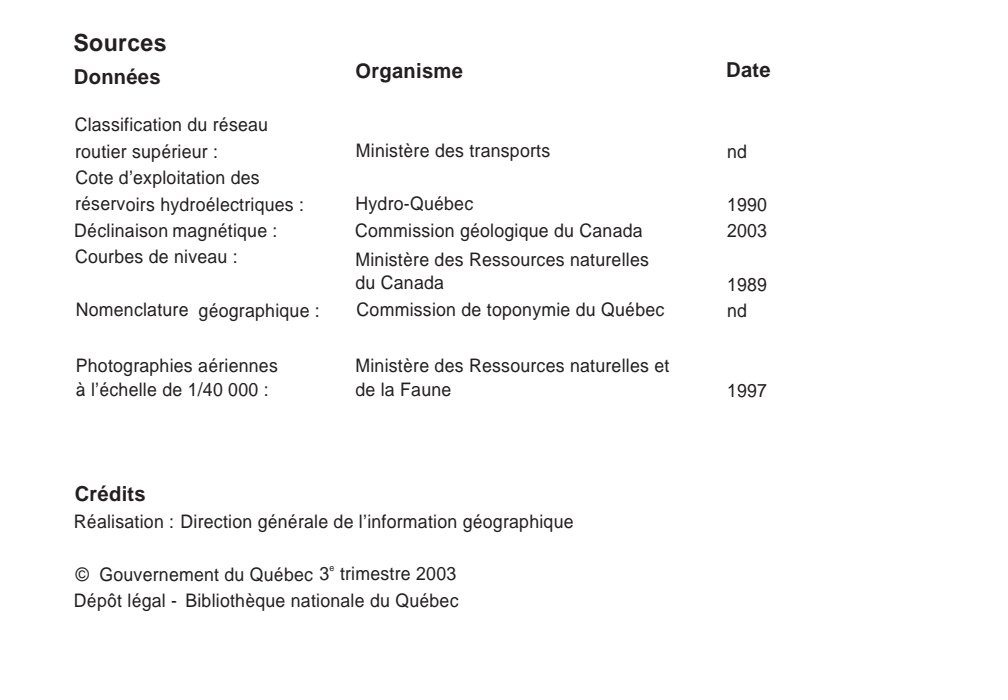 Sources
Données Organisme Date
Classification du réseau
routier supérieur : Ministère des transports nd
Cote d’exploitation des
réservoirs hydroélectriques : Hydro-Québec 1990
Déclinaison magnétique : Commission géologique du Canada 2003
Courbes de niveau : Ministère des Ressources naturelles
du Canada 1989
Nomenclature géographique : Commission de toponymie du Québec nd
Photographies aériennes Ministère des Ressources naturelles et
à l’échelle de 1/40 000 : de la Faune 1997
Crédits
Réalisation : Direction générale de l’information géographique
© Gouvernement du Québec 3e trimestre 2003
Dépôt légal - Bibliothèque nationale du Québec